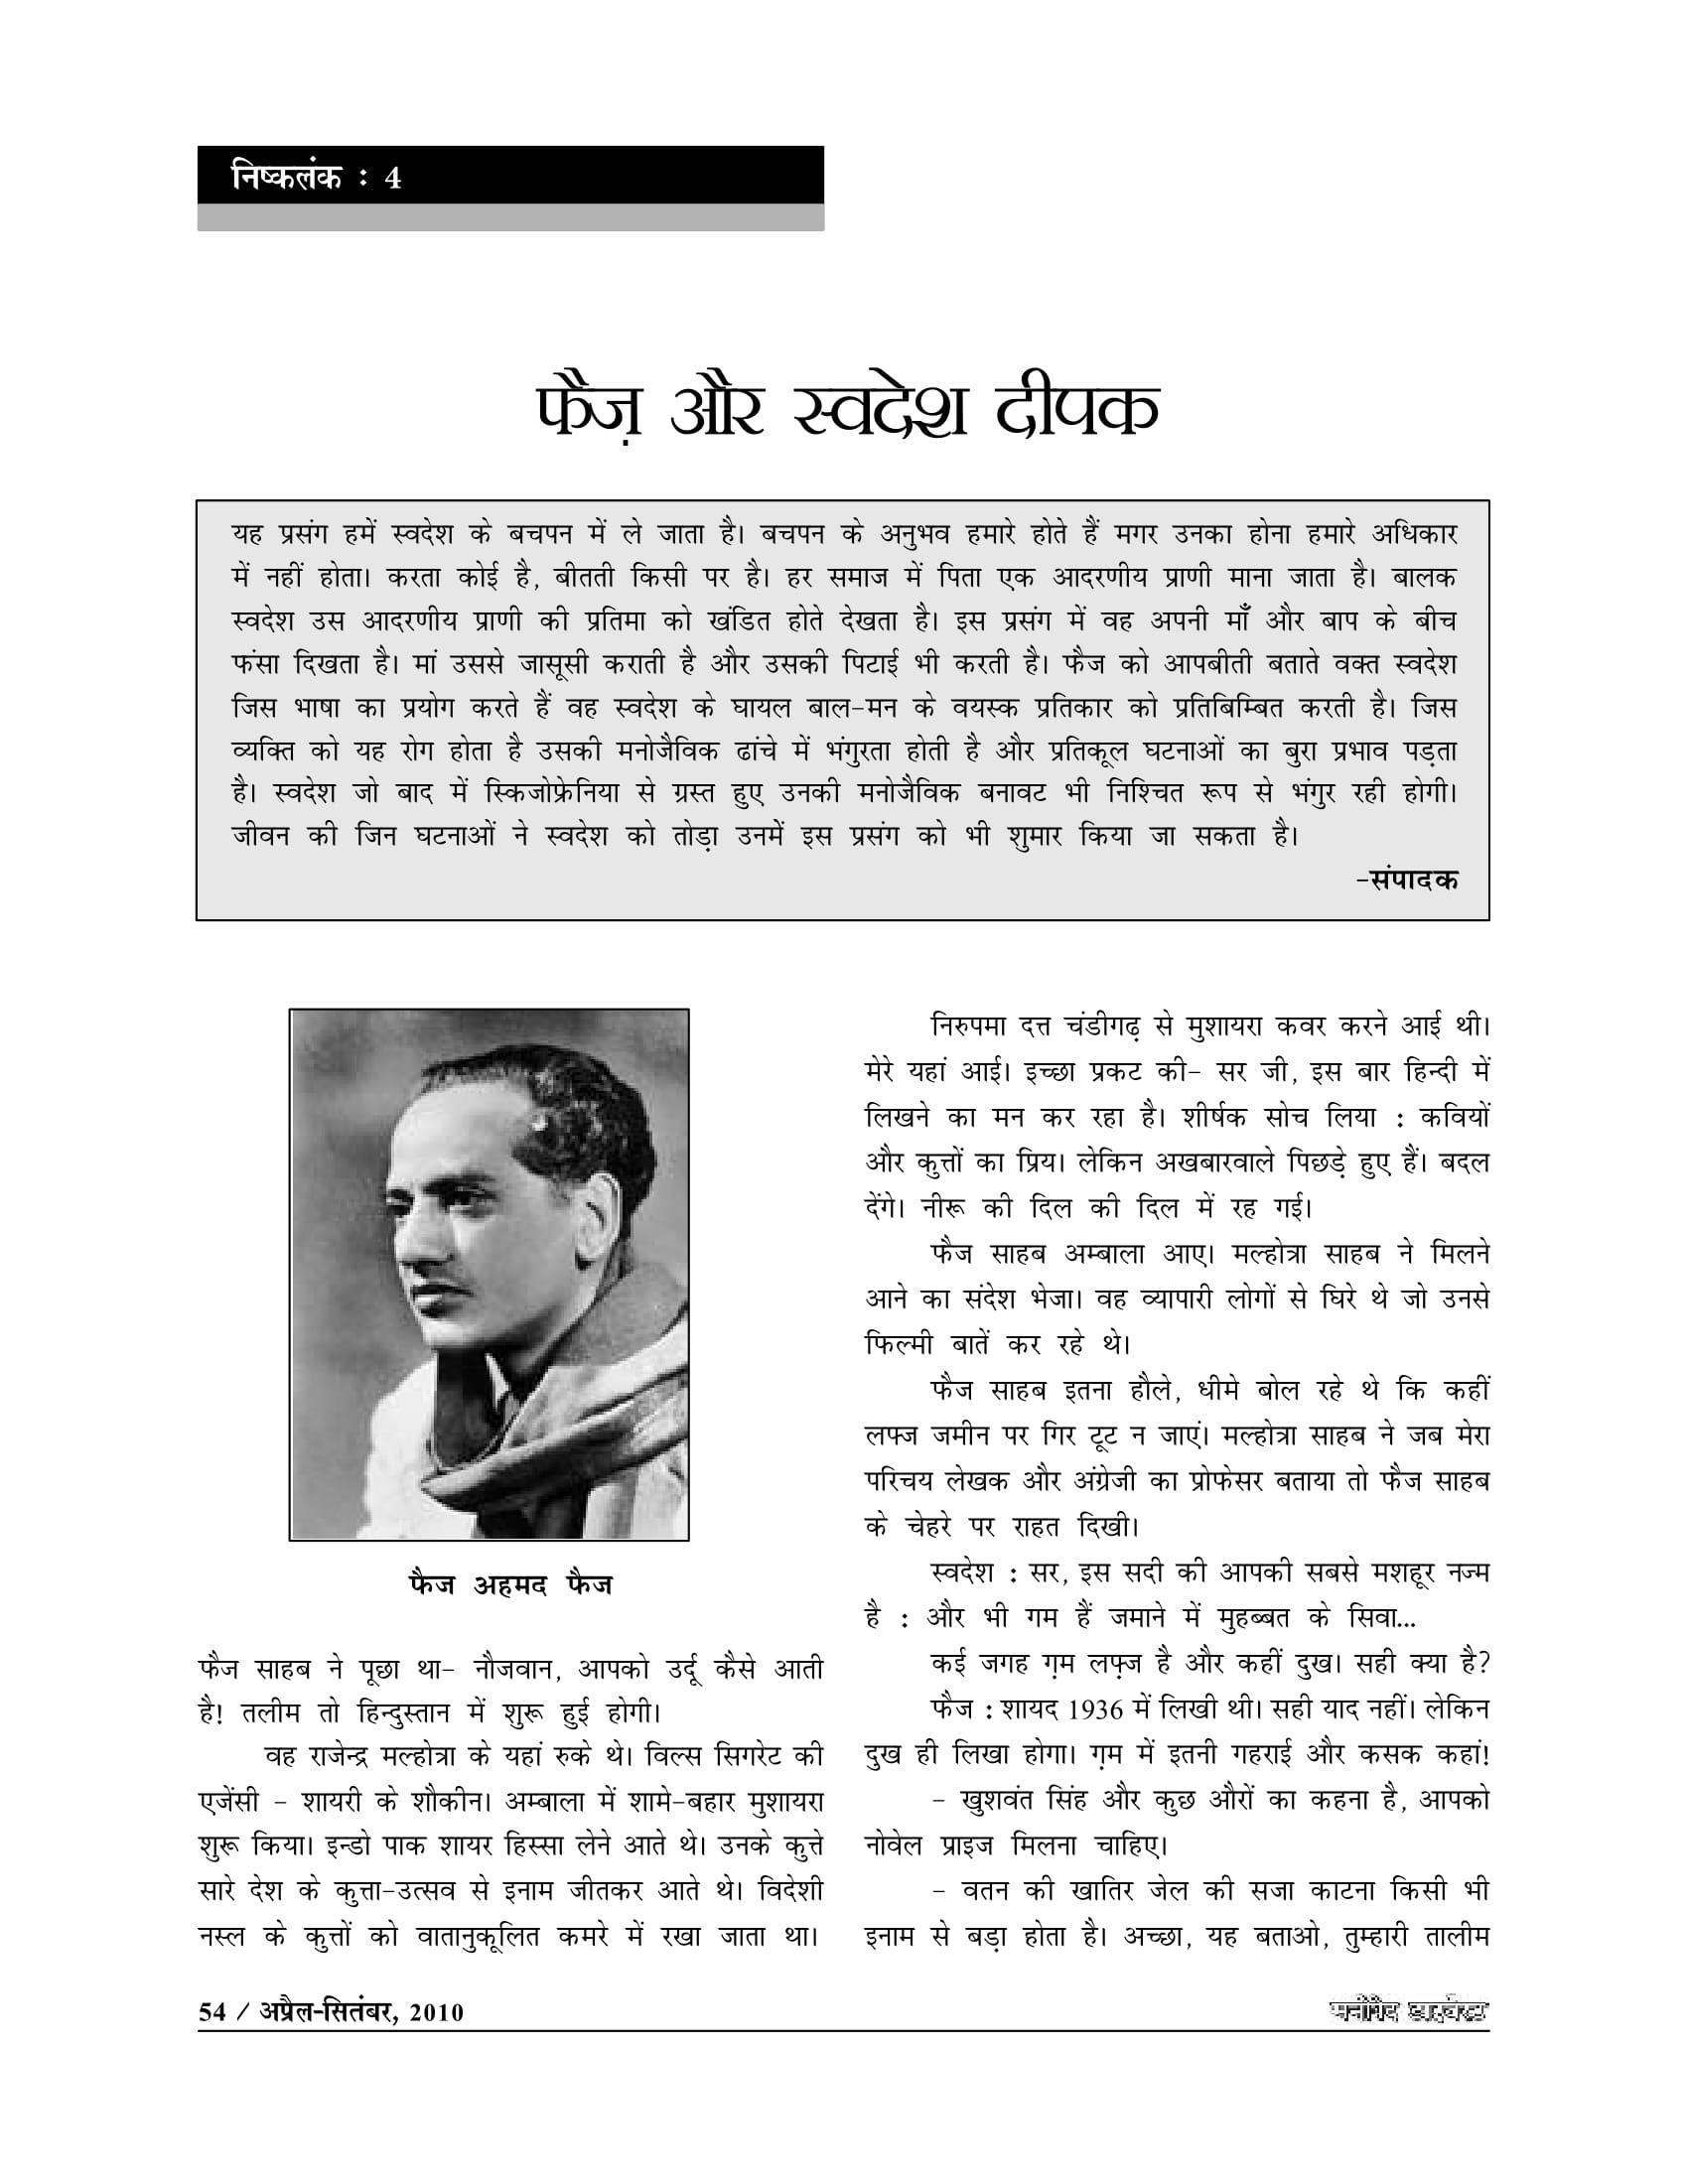 निष्कलंक : 4
फैज़ और स्वदेश दीपक
यह प्रसंग हमें स्वदेश के बचपन में ले जाता है। बचपन के अनुभव हमारे होते हैं मगर उनका होना हमारे अधिकार
में नहीं होता। करता कोई है, बीतती किसी पर है। हर समाज में पिता एक आदरणीय प्राणी माना जाता है। बालक
स्वदेश उस आदरणीय प्राणी की प्रतिमा को खंडित होते देखता है। इस प्रसंग में वह अपनी माँ और बाप के बीच
फंसा दिखता है। मां उससे जासूसी कराती है और उसकी पिटाई भी करती है। फैज को आपबीती बताते वक्त स्वदेश
जिस भाषा का प्रयोग करते हैं वह स्वदेश के घायल बाल-मन के वयस्क प्रतिकार को प्रतिबिम्बित करती है। जिस
व्यक्ति को यह रोग होता है उसकी मनोजैविक ढांचे में भंगुरता होती है और प्रतिकूल घटनाओं का बुरा प्रभाव पड़ता
है। स्वदेश जो बाद में स्किजोफ्रेनिया से ग्रस्त हुए उनकी मनोजैविक बनावट भी निश्चित रूप से भंगुर रही होगी।
जीवन की जिन घटनाओं ने स्वदेश को तोड़ा उनमें इस प्रसंग को भी शुमार किया जा सकता है।
-संपादक
फैज अहमद फैज
फैज साहब ने पूछा था- नौजवान, आपको उर्दू कैसे आती
है! तलीम तो हिन्दुस्तान में शुरू हुई होगी।
वह राजेन्द्र मल्होत्रा के यहां रुके थे। विल्स सिगरेट की
एजेंसी - शायरी के शौकीन। अम्बाला में शामे-बहार मुशायरा
शुरू किया। इन्डो पाक शायर हिस्सा लेने आते थे। उनके कुत्ते
सारे देश के कुत्ता-उत्सव से इनाम जीतकर आते थे। विदेशी
नस्ल के कुत्तों को वातानुकूलित कमरे में रखा जाता था।
निरुपमा दत्त चंडीगढ़ से मुशायरा कवर करने आई थी।
मेरे यहां आई। इच्छा प्रकट की- सर जी, इस बार हिन्दी में
लिखने का मन कर रहा है। शीर्षक सोच लिया : कवियों
और कुत्तों का प्रिय। लेकिन अखबारवाले पिछड़े हुए हैं। बदल
देंगे। नीरू की दिल की दिल में रह गई।
फैज साहब अम्बाला आए। मल्होत्रा साहब ने मिलने
आने का संदेश भेजा। वह व्यापारी लोगों से घिरे थे जो उनसे
फिल्मी बातें कर रहे थे।
फैज साहब इतना हौले, धीमे बोल रहे थे कि कहीं
लफ्ज जमीन पर गिर टूट न जाएं। मल्होत्रा साहब ने जब मेरा
परिचय लेखक और अंग्रेजी का प्रोफेसर बताया तो फैज साहब
के चेहरे पर राहत दिखी।
स्वदेश : सर, इस सदी की आपकी सबसे मशहूर नज्म
है : और भी गम हैं जमाने में मुहब्बत के सिवा...
कई जगह ग़म लफ़्ज है और कहीं दुख। सही क्या है?
फैज : शायद 1936 में लिखी थी। सही याद नहीं। लेकिन
दुख ही लिखा होगा। ग़म में इतनी गहराई और कसक कहां!
- खुशवंत सिंह और कुछ औरों का कहना है, आपको
नोवेल प्राइज मिलना चाहिए।
- वतन की खातिर जेल की सजा काटना किसी भी
इनाम से बड़ा होता है। अच्छा, यह बताओ, तुम्हारी तालीम
54 / अप्रैल-सितंबर, 2010